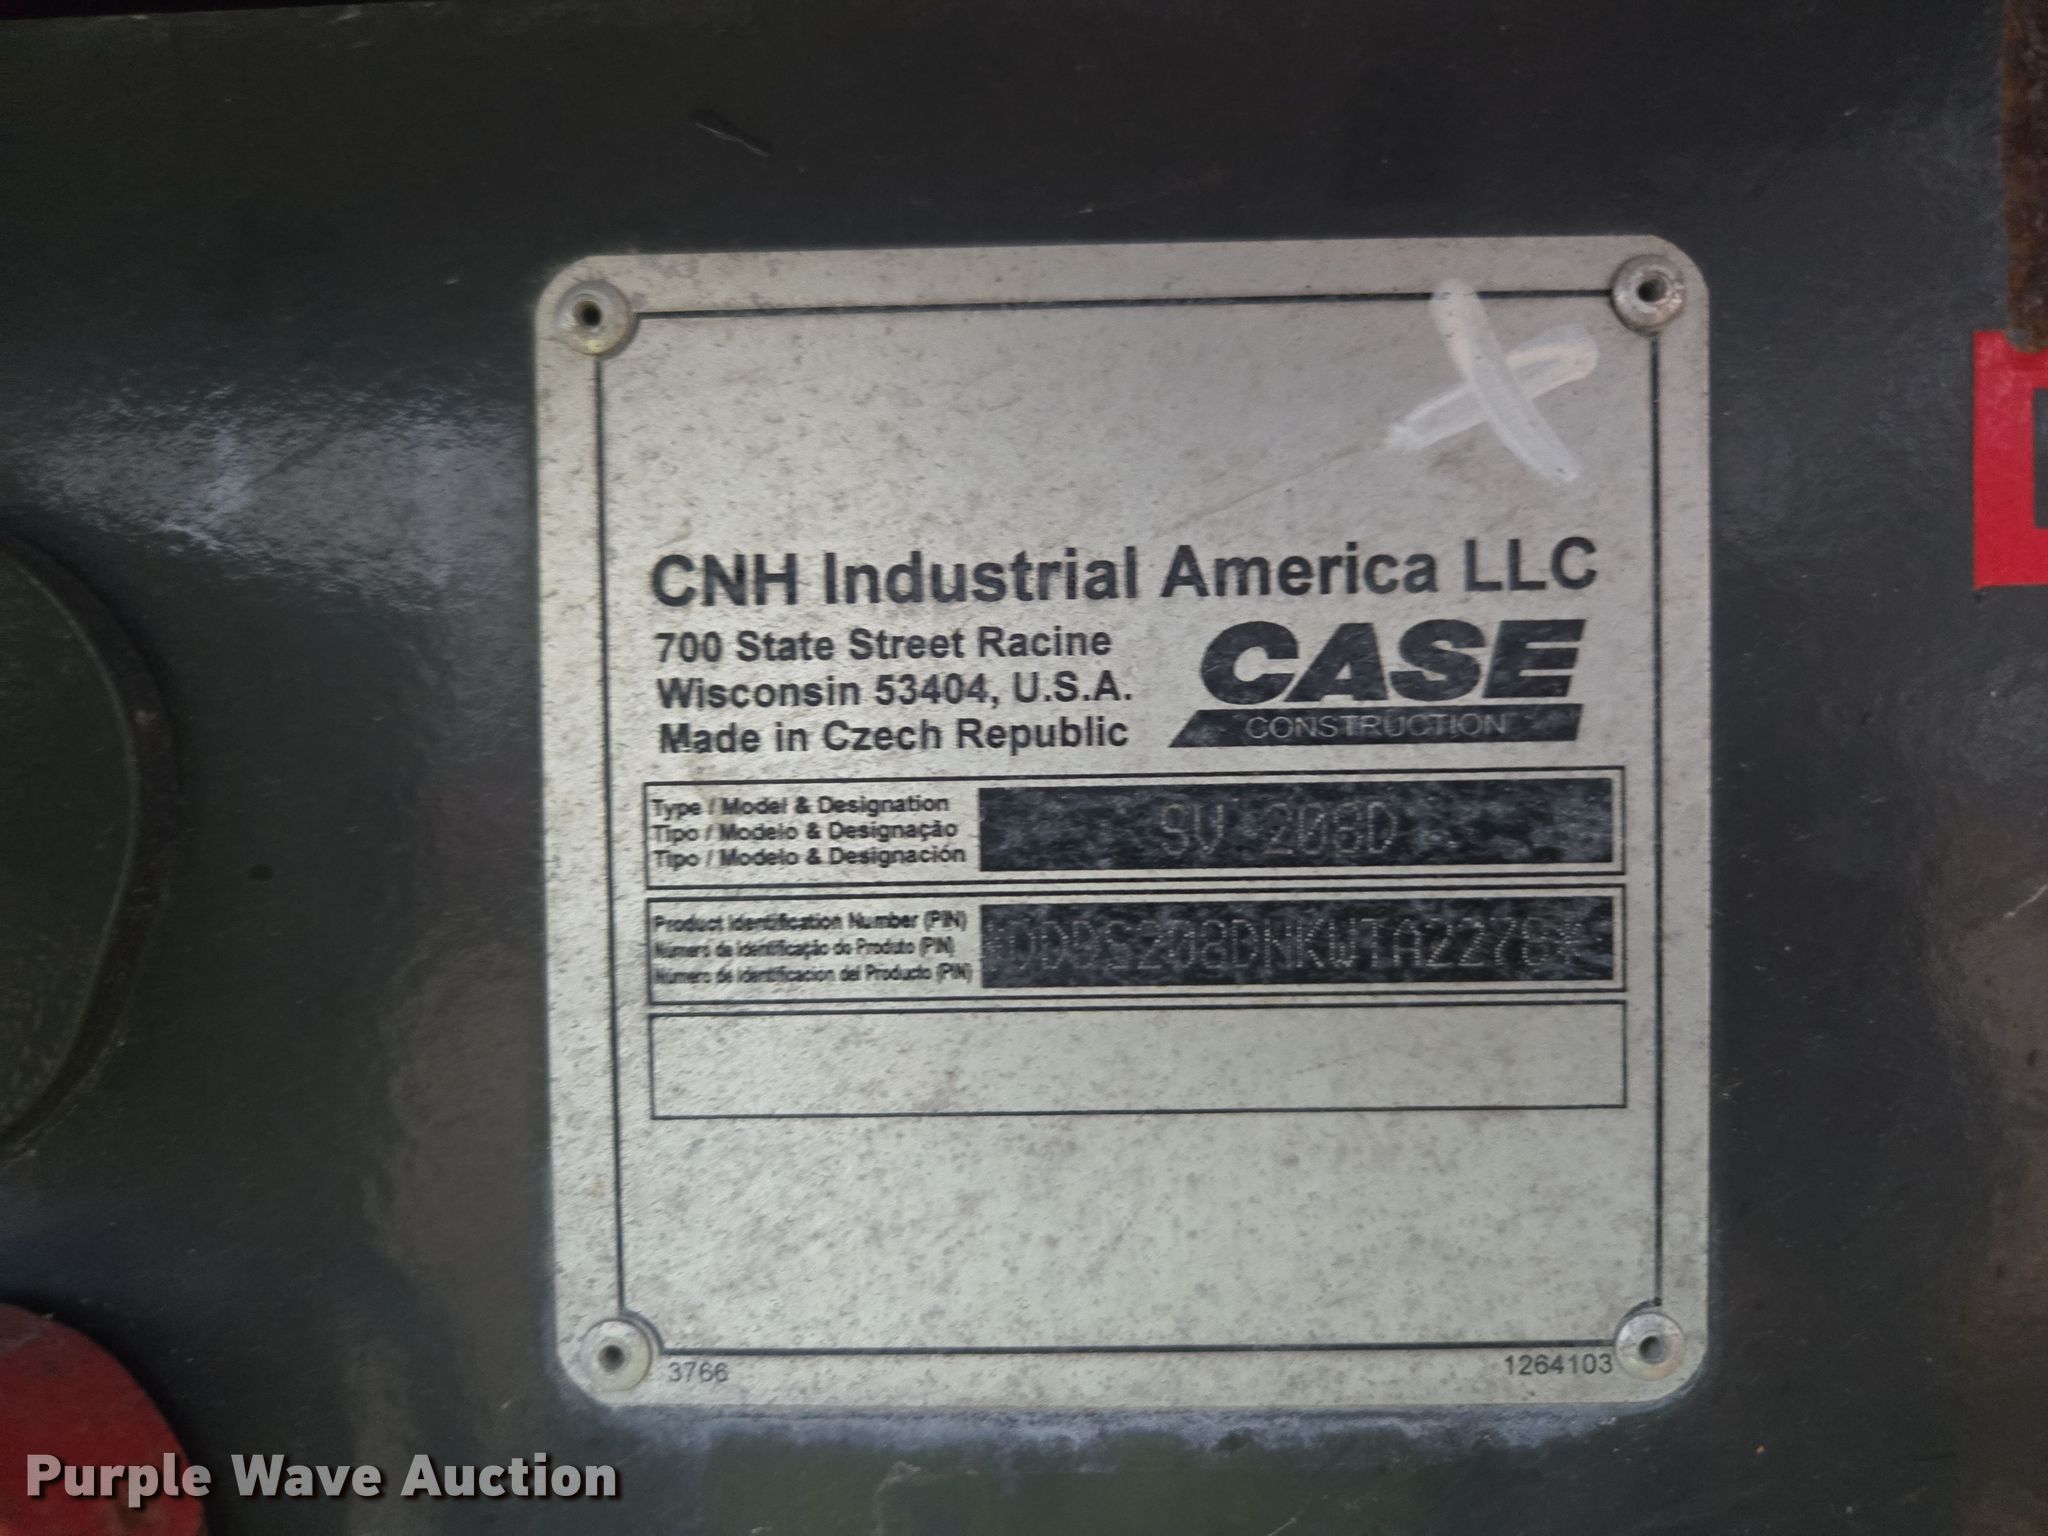 CNH Industrial America LLC
700 State Street Racine
Wisconsin 53404, U.S.A.
Made in Czech Republic
CASE
CONSTRUCTION
Type / Model & Designation
Tipo / Modelo & Designação
Tipo / Modelo & Designación
SV 208D
Product Identification Number (PIN)
Número de Identificação do Produto (PIN)
Número de Identificación del Producto (PIN)
3766
1264103
Purple Wave Auction